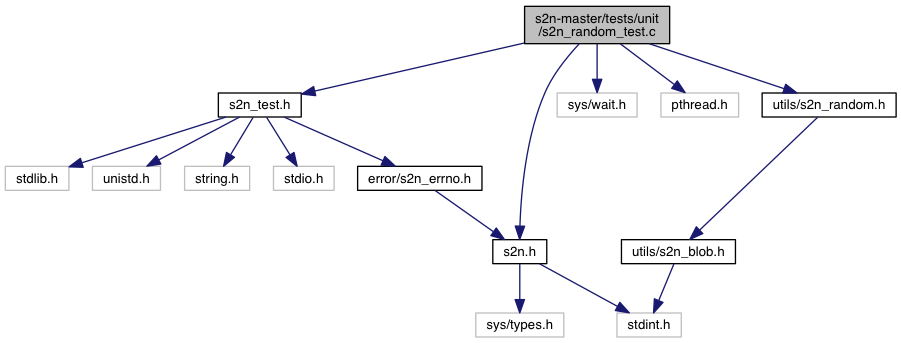 s2n-master/tests/unit
/s2n_random_test.c
s2n_test.h
sys/wait.h
pthread.h
utils/s2n_random.h
stdlib.h
unistd.h
string.h
stdio.h
error/s2n_errno.h
s2n.h
utils/s2n_blob.h
sys/types.h
stdint.h